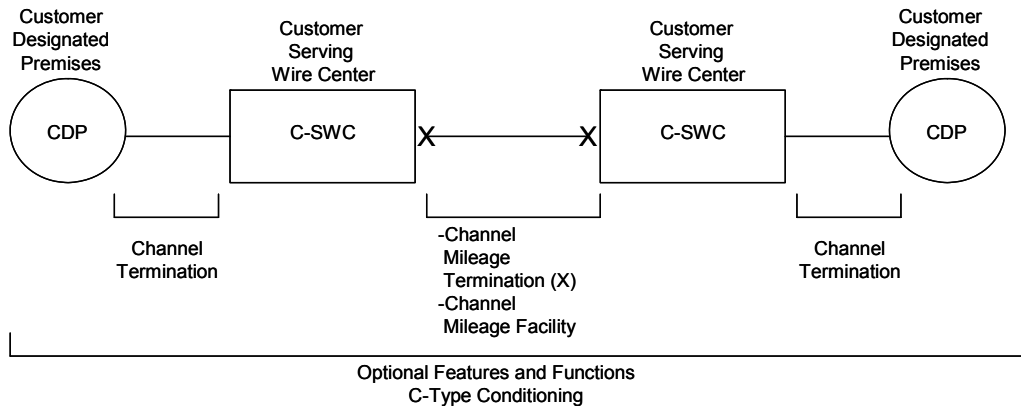 Customer
Designated
Premises
Customer
Serving
Wire Center
Customer
Serving
Wire Center
Customer
Designated
Premises
CDP
C-SWC
X
X
C-SWC
CDP
Channel
Termination
-Channel
Mileage
Termination (X)
-Channel
Mileage Facility
Channel
Termination
Optional Features and Functions
C-Type Conditioning